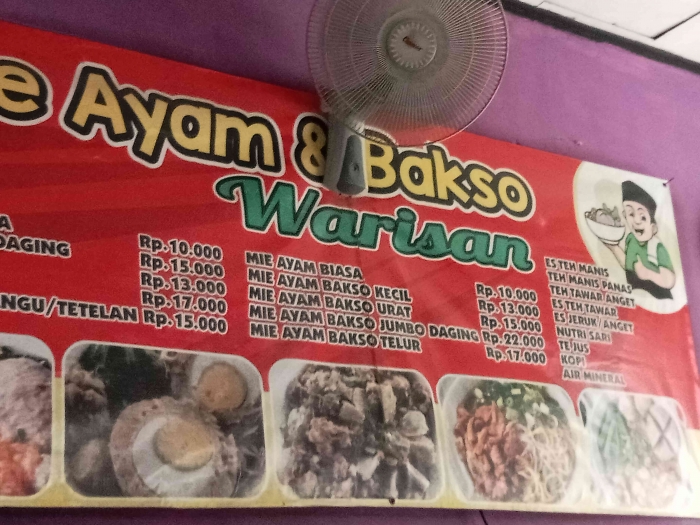 e Ayam & Bakso
Warisan
A
DAGING
NGU/TETELAN
Rp.10.000
Rp.15.000
Rp.13.000
Rp.17.000
Rp.15.000
MIE AYAM BIASA
MIE AYAM BAKSO KECIL
MIE AYAM BAKSO URAT
MIE AYAM BAKSO JUMBO DAGING
MIE AYAM BAKSO TELUR
Rp.10.000
Rp.13.000
Rp.15.000
Rp.22.000
Rp.17.000
ES TEH MANIS
TEH MANIS PANAS
TEH TAWAR ANGET
ES TEH TAWAR
ES JERUK/ANGET
NUTRI SARI
TEJUS
KOPI
AIR MINERAL